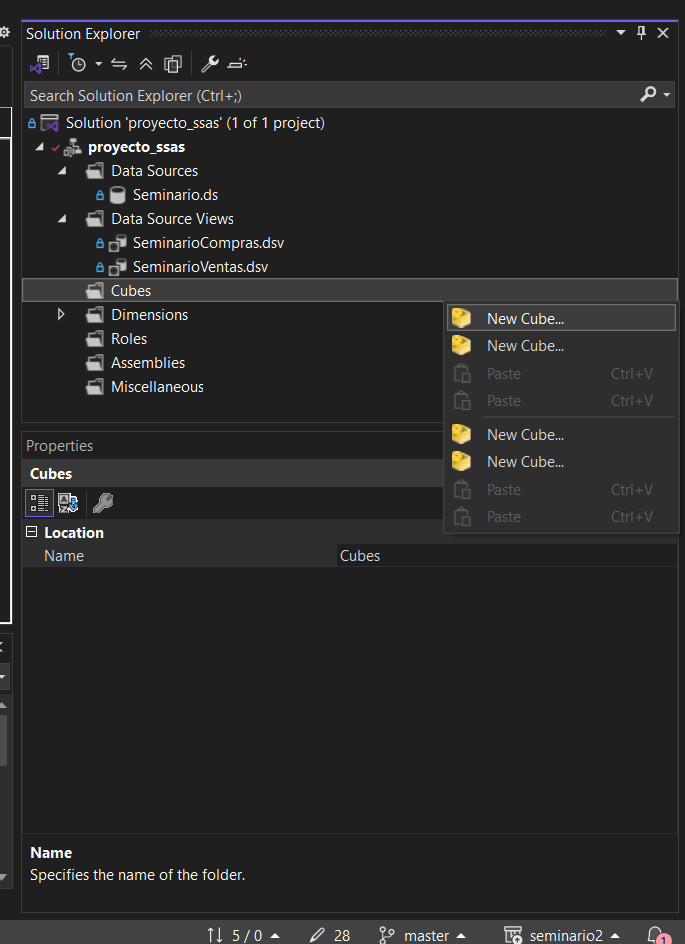 Solution Explorer
Search Solution Explorer (Ctrl+;)
Solution 'proyecto_ssas' (1 of 1 project)
proyecto_ssas
Data Sources
Seminario.ds
Data Source Views
SeminarioCompras.dsv
SeminarioVentas.dsv
Cubes
Dimensions
Roles
Assemblies
Miscellaneous
New Cube...
New Cube...
Paste Ctrl+V
Paste Ctrl+V
New Cube...
New Cube...
Paste Ctrl+V
Paste Ctrl+V
Properties
Cubes
Location
Name Cubes
Name
Specifies the name of the folder.
5 / 0 28 master seminario2 1